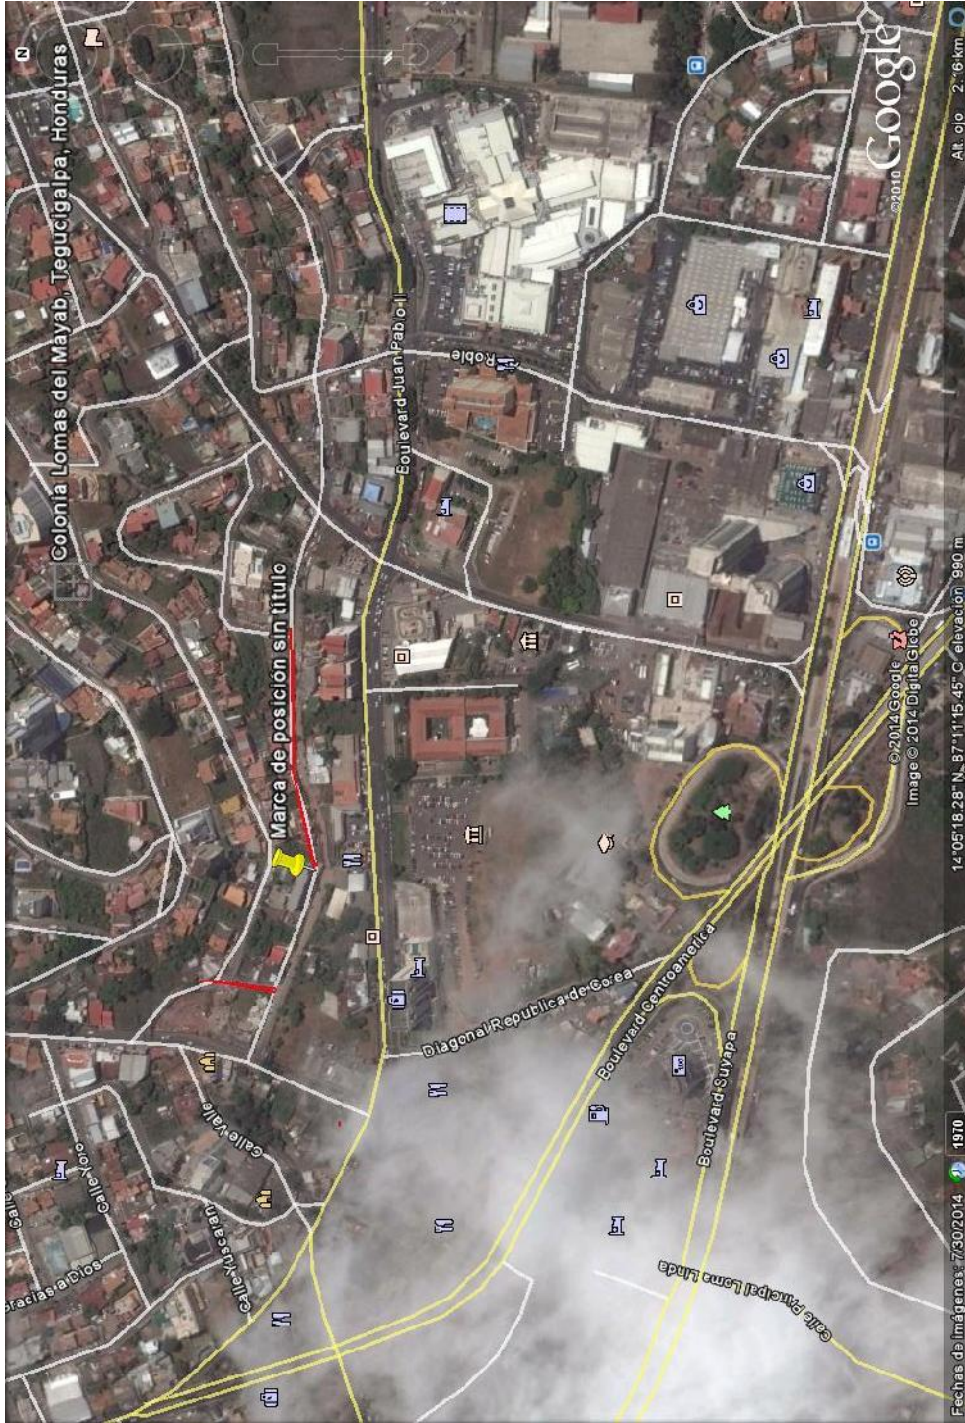 N
Colonia Lomas del Mayab, Tegucigalpa, Honduras
Marca de posición sin título
Boulevard Juan Pablo II
Roble
Diagonal Republica de Corea
Boulevard Centroamerica
Boulevard Suyapa
Calle Principal Loma Linda
Calle Valle
Calle Yuscaran
Calle Yoro
Gracias a Dios
Calle
©2010 Google
© 2014 Google
Image © 2014 DigitalGlobe
Fechas de imágenes: 7/30/2014
1970
14°05'18.28" N
87°11'15.45" O
elevación 990 m
Alt. ojo 2.16 km